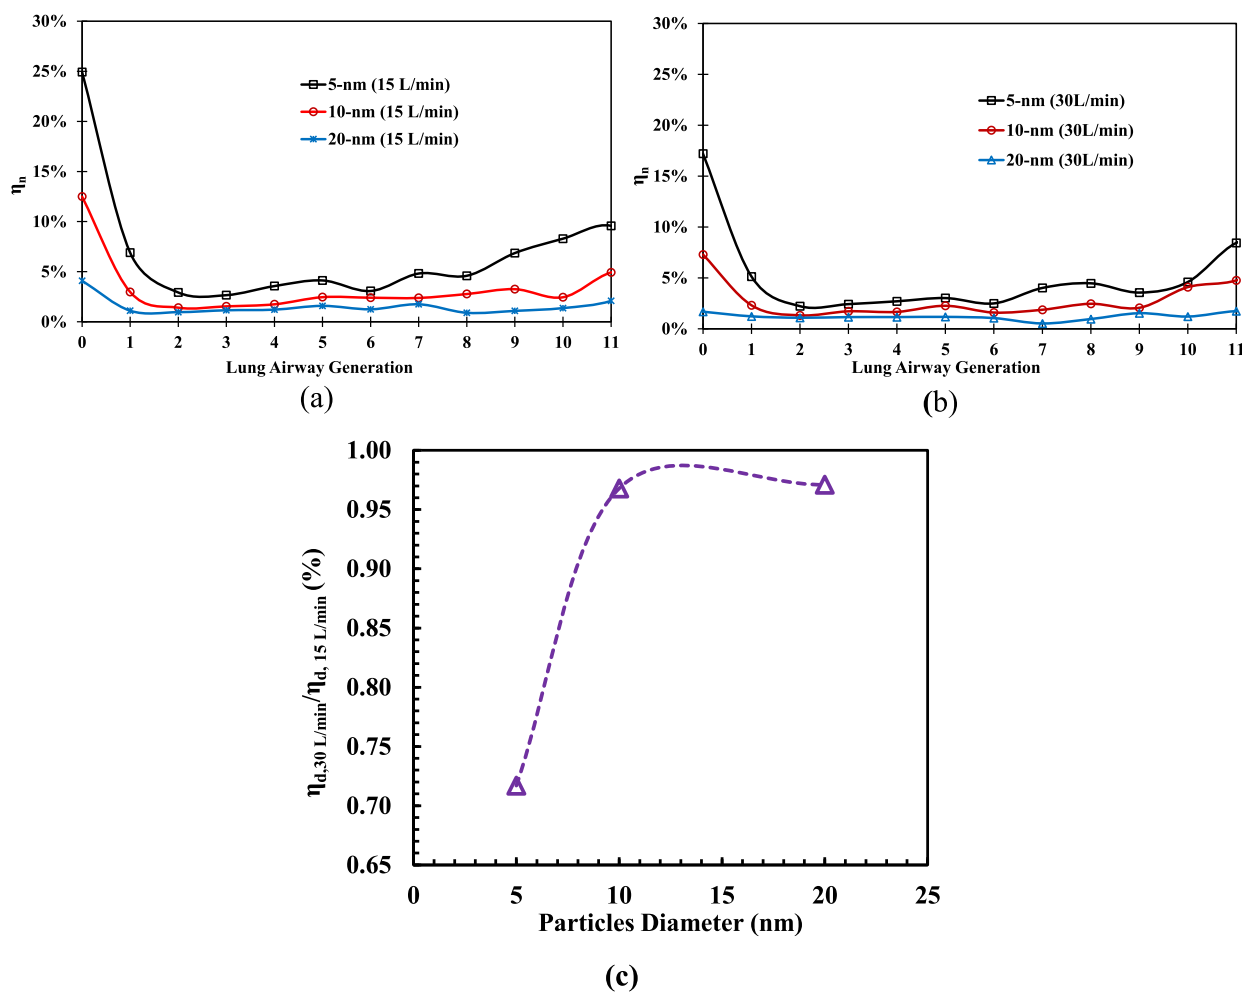 30%
25%
20%
15%
10%
5%
0%
ηn
5-nm (15 L/min)
10-nm (15 L/min)
20-nm (15 L/min)
0 1 2 3 4 5 6 7 8 9 10 11
Lung Airway Generation
(a)
30%
25%
20%
15%
10%
5%
0%
ηn
5-nm (30L/min)
10-nm (30L/min)
20-nm (30L/min)
0 1 2 3 4 5 6 7 8 9 10 11
Lung Airway Generation
(b)
1.00
0.95
0.90
0.85
0.80
0.75
0.70
0.65
ηd,30 L/min/ηd, 15 L/min (%)
0 5 10 15 20 25
Particles Diameter (nm)
(c)